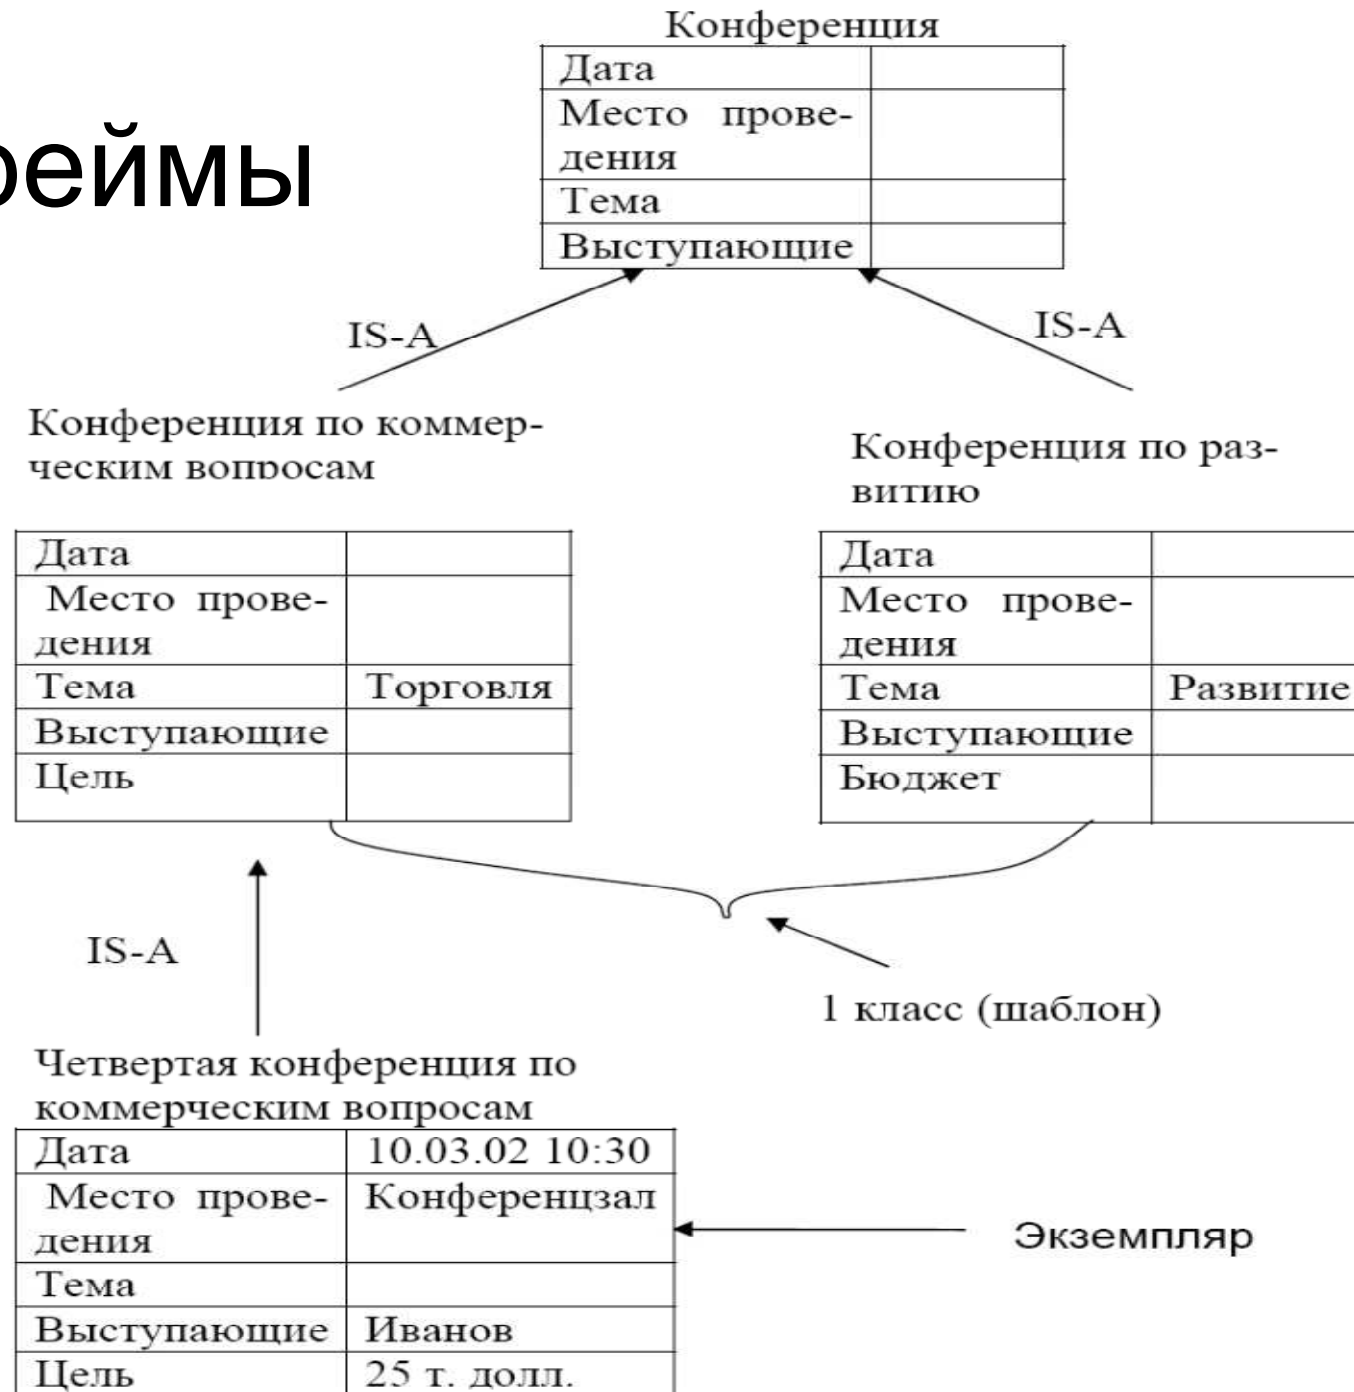 Конференция
Дата
Место прове-
дения
Тема
Выступающие
реймы
IS-A
IS-A
Конференция по коммер-
ческим вопросам
Дата
Место прове-
дения
Тема Торговля
Выступающие
Цель
Конференция по раз-
витию
Дата
Место прове-
дения
Тема Развитие
Выступающие
Бюджет
IS-A
1 класс (шаблон)
Четвертая конференция по
коммерческим вопросам
Дата 10.03.02 10:30
Место прове- Конференцзал
дения
Тема
Выступающие Иванов
Цель 25 т. долл.
Экземпляр